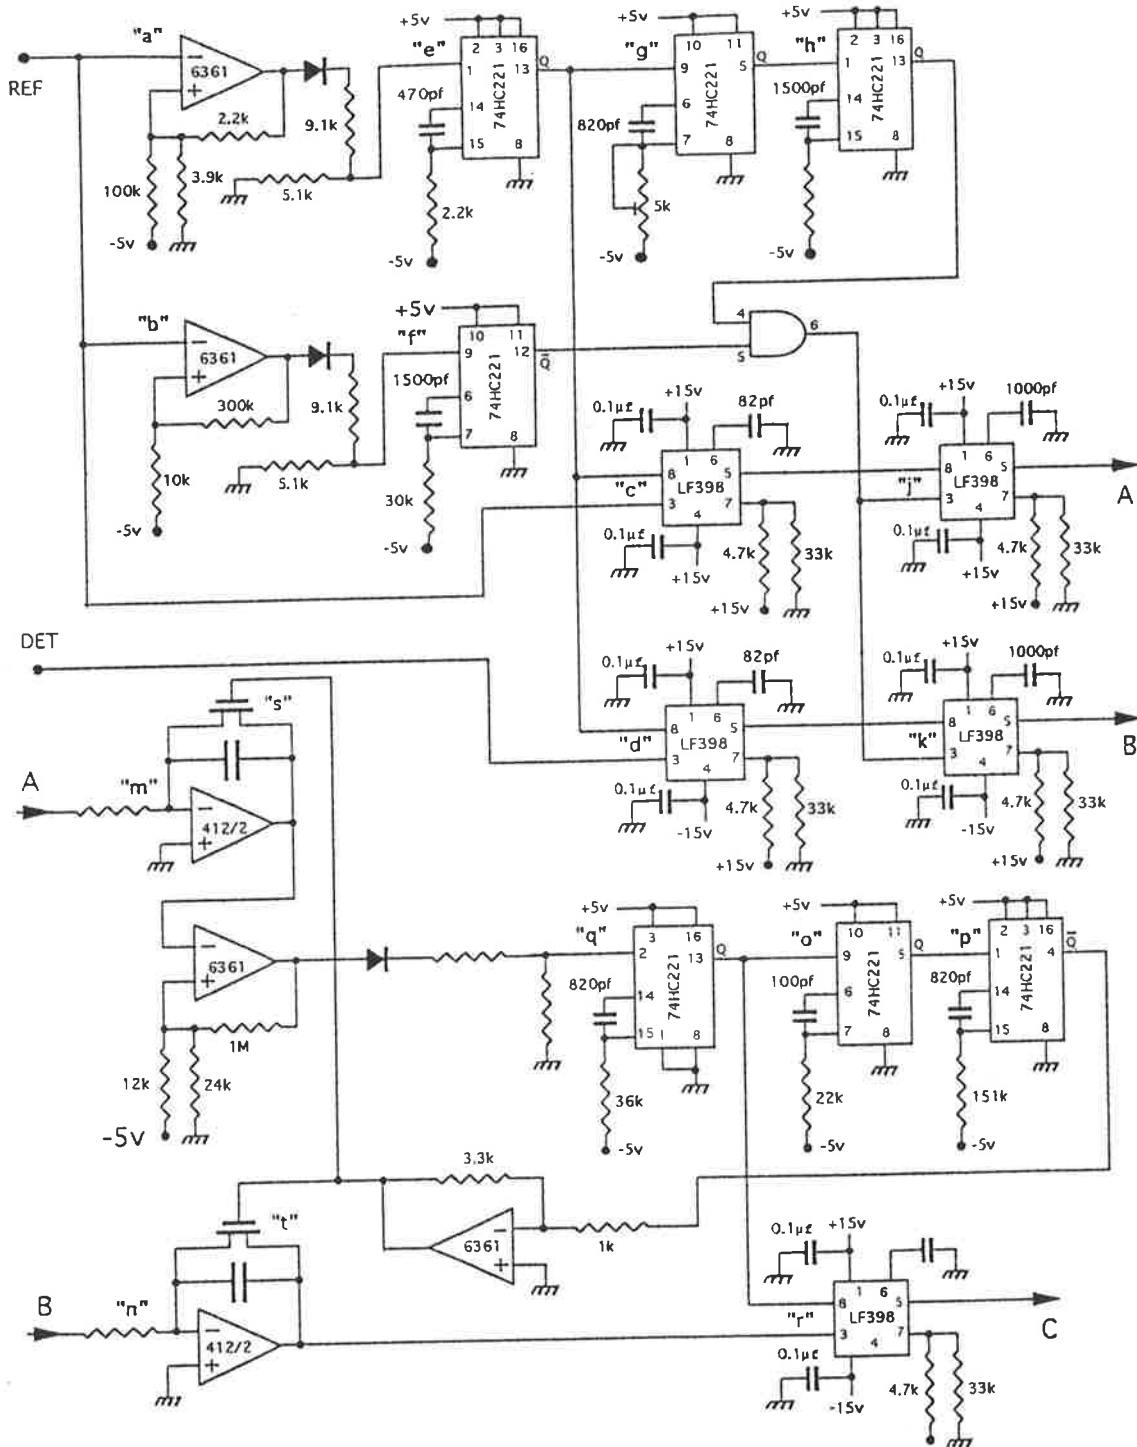 +5v +5v +5v
"a" "e" 2 3 16 "g" 10 11 Q "h" 2 3 16 Q
REF 6361 1 13 Q 9 5 1 13
470pf 14 74HC221 6 74HC221 1500pf 14 74HC221
2.2k 9.1k 820pf
15 8 7 8 15 8
100k 3.9k 5.1k 2.2k 5k
-5v -5v -5v -5v
+5v 4 6
"b" "f" 10 11 5
6361 9 12 Q̅
1500pf 6 74HC221
300k 9.1k 7 8
10k 5.1k 30k
-5v -5v
+15v 82pf +15v 1000pf
0.1µf 0.1µf
1 6 1 6
8 5 8 5
"c" LF398 "j" LF398 A
3 7 3 7
4 4
0.1µf 4.7k 33k 0.1µf 4.7k 33k
+15v +15v
+15v +15v
DET
+15v 82pf +15v 1000pf
0.1µf 0.1µf
"s" 1 6 1 6
8 5 8 5
"d" LF398 "k" LF398 B
3 7 3 7
4 4
A "m" 0.1µf 4.7k 33k 0.1µf 4.7k 33k
412/2 -15v -15v
+15v +15v
+5v +5v +5v
"q" 3 16 "o" 10 11 "p" 2 3 16 Q̅
6361 2 13 Q 9 5 Q 1 4
820pf 14 74HC221 100pf 6 74HC221 820pf 14 74HC221
1M 15 1 8 7 8 15 8
12k 24k 36k 22k 151k
-5v -5v -5v -5v
3.3k
"t" 6361 1k
0.1µf +15v
1 6
B "n" 8 5
"r" LF398 C
412/2 3 7
4
0.1µf 4.7k 33k
-15v